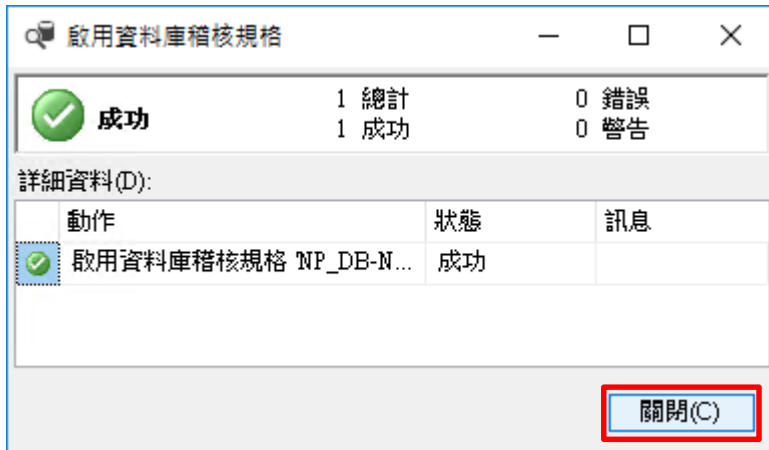 啟用資料庫稽核規格
成功
1 總計 0 錯誤
1 成功 0 警告
詳細資料(D):
動作 狀態 訊息
啟用資料庫稽核規格 'NP_DB-N... 成功
關閉(C)